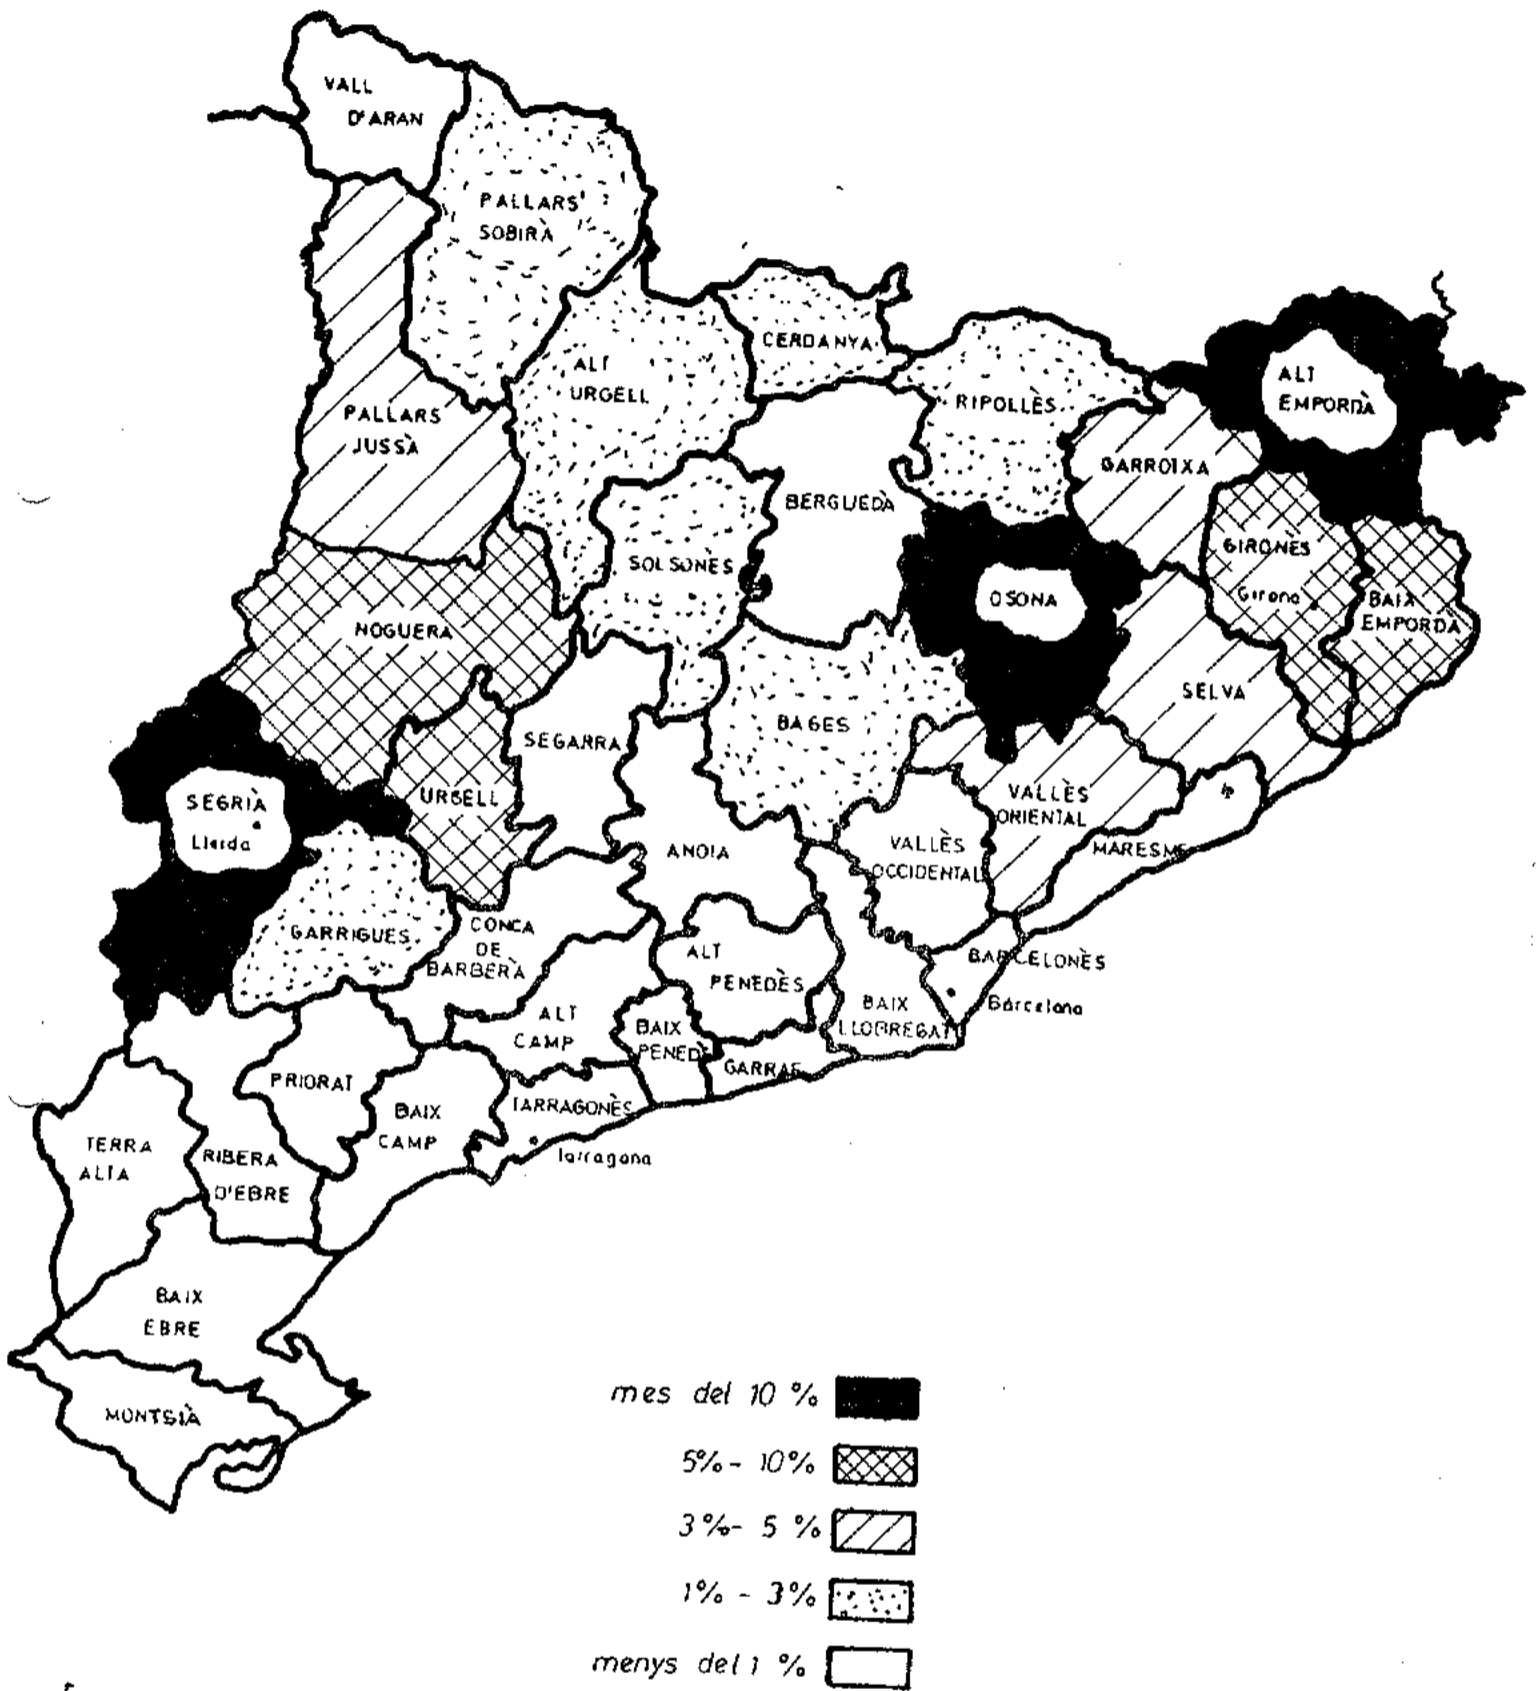 VALL
D'ARAN
PALLARS
SOBIRÀ
CERDANYA
ALT
URGELL
RIPOLLÈS
ALT
EMPORDÀ
PALLARS
JUSSÀ
GARROTXA
BERGUEDÀ
SOLSONÈS
GIRONÈS
Girona
OSONA
BAIX
EMPORDÀ
NOGUERA
SELVA
BAGES
SEGARRA
URGELL
SEGRIÀ
Lleida
VALLÈS
ORIENTAL
MARESME
VALLÈS
OCCIDENTAL
ANOIA
GARRIGUES
CONCA
DE
BARBERÀ
ALT
PENEDÈS
BARCELONÈS
Barcelona
BAIX
LLOBREGAT
ALT
CAMP
BAIX
PENEDÈS
GARRAF
PRIORAT
BAIX
CAMP
TARRAGONÈS
Tarragona
TERRA
ALTA
RIBERA
D'EBRE
BAIX
EBRE
MONTSIÀ
mes del 10 %
5% - 10%
3% - 5 %
1% - 3%
menys del 1 %